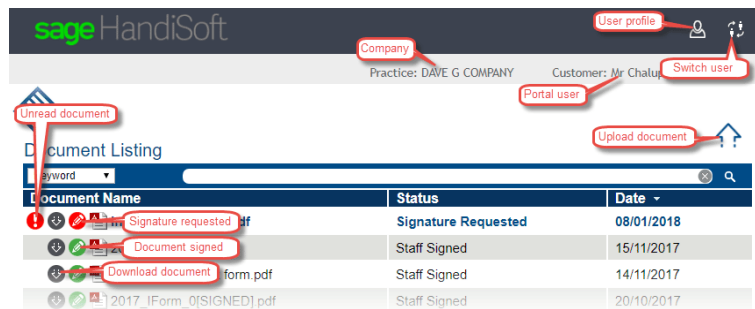 sage HandiSoft
User profile
Company
Practice: DAVE G COMPANY Customer: Mr Chalup
Switch user
Portal user
Unread document
Upload document
Document Listing
Keyword
Document Name Status Date
Signature requested df Signature Requested 08/01/2018
Document signed Staff Signed 15/11/2017
Download document form.pdf Staff Signed 14/11/2017
2017_IForm_0[SIGNED].pdf Staff Signed 20/10/2017